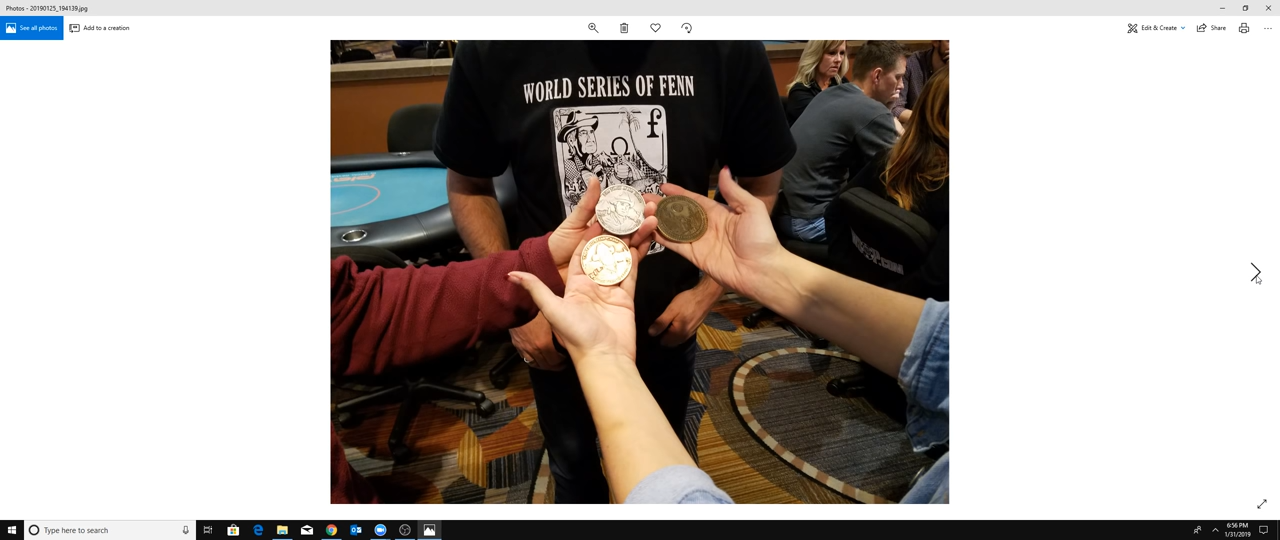 Photos - 20190125_194139.jpg
See all photos
Add to a creation
Edit & Create
Share
WORLD SERIES OF FENN
f
Ω
.COM
Type here to search
6:56 PM
1/31/2019